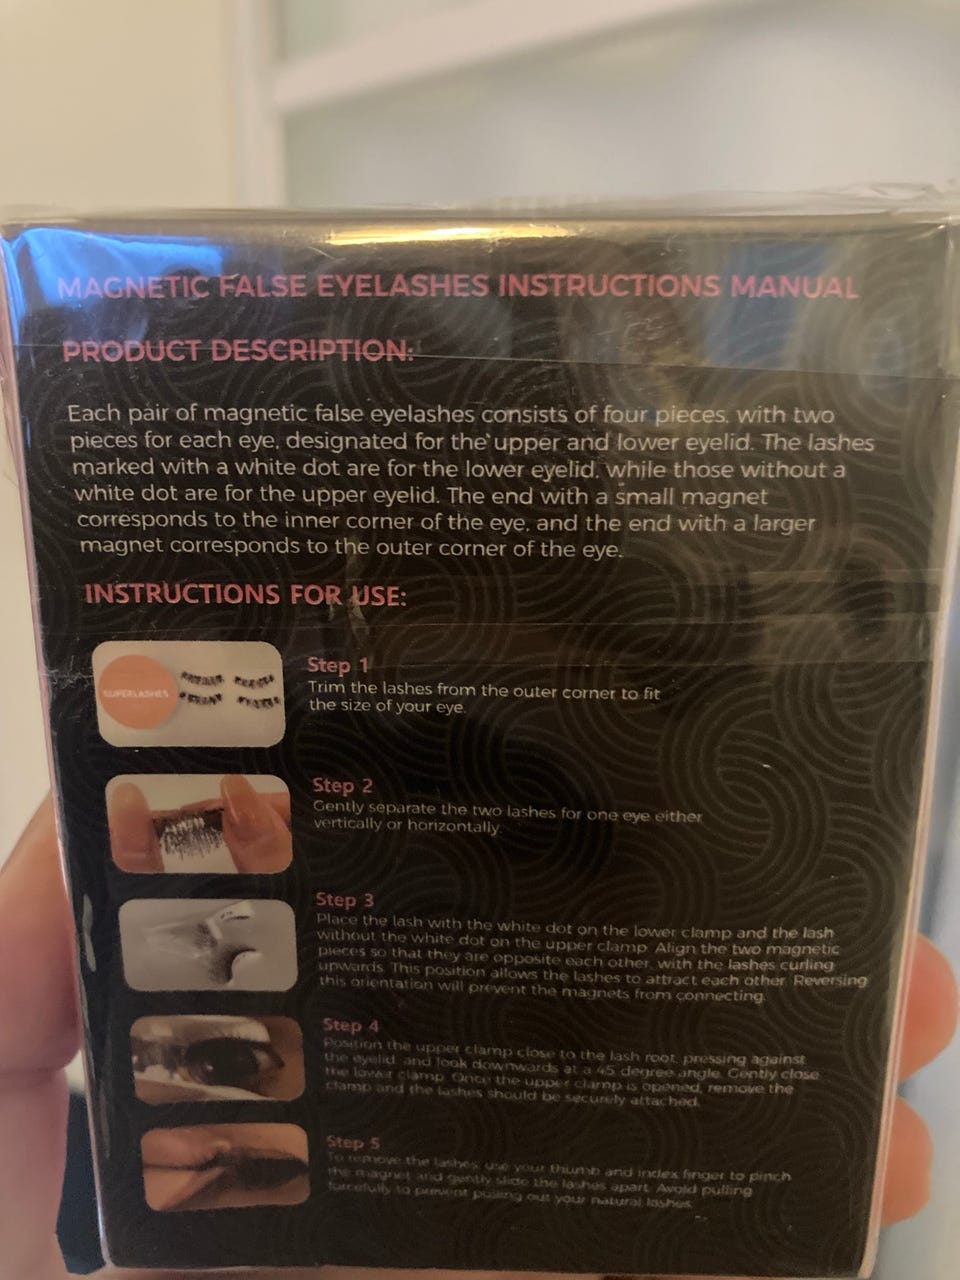 MAGNETIC FALSE EYELASHES INSTRUCTIONS MANUAL
PRODUCT DESCRIPTION:
Each pair of magnetic false eyelashes consists of four pieces, with two
pieces for each eye, designated for the upper and lower eyelid. The lashes
marked with a white dot are for the lower eyelid, while those without a
white dot are for the upper eyelid. The end with a small magnet
corresponds to the inner corner of the eye, and the end with a larger
magnet corresponds to the outer corner of the eye.
INSTRUCTIONS FOR USE:
SUPERLASHES
Step 1
Trim the lashes from the outer corner to fit
the size of your eye.
Step 2
Gently separate the two lashes for one eye either
vertically or horizontally.
Step 3
Place the lash with the white dot on the lower clamp and the lash
without the white dot on the upper clamp. Align the two magnetic
pieces so that they are opposite each other, with the lashes curling
upwards. This position allows the lashes to attract each other. Reversing
this orientation will prevent the magnets from connecting.
Step 4
Position the upper clamp close to the lash root, pressing against
the eyelid, and look downwards at a 45 degree angle. Gently close
the lower clamp. Once the upper clamp is opened, remove the
clamp and the lashes should be securely attached.
Step 5
To remove the lashes, use your thumb and index finger to pinch
the magnet and gently slide the lashes apart. Avoid pulling
forcefully to prevent pulling out your natural lashes.